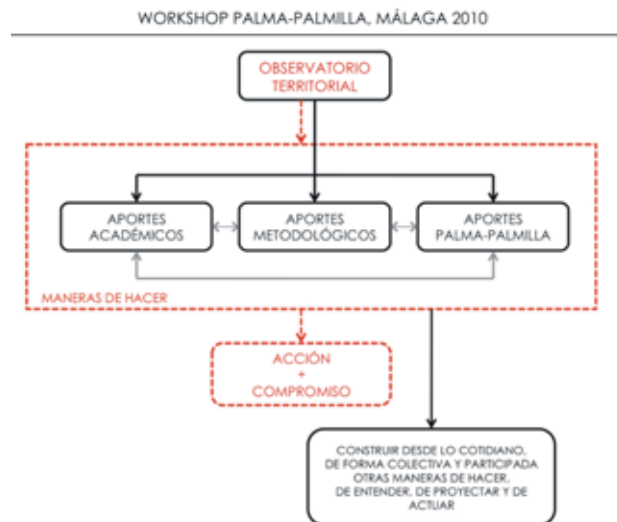 WORKSHOP PALMA-PALMILLA, MÁLAGA 2010
OBSERVATORIO
TERRITORIAL
APORTES
ACADÉMICOS
APORTES
METODOLÓGICOS
APORTES
PALMA-PALMILLA
MANERAS DE HACER
ACCIÓN
+
COMPROMISO
CONSTRUIR DESDE LO COTIDIANO,
DE FORMA COLECTIVA Y PARTICIPADA
OTRAS MANERAS DE HACER,
DE ENTENDER, DE PROYECTAR Y DE
ACTUAR